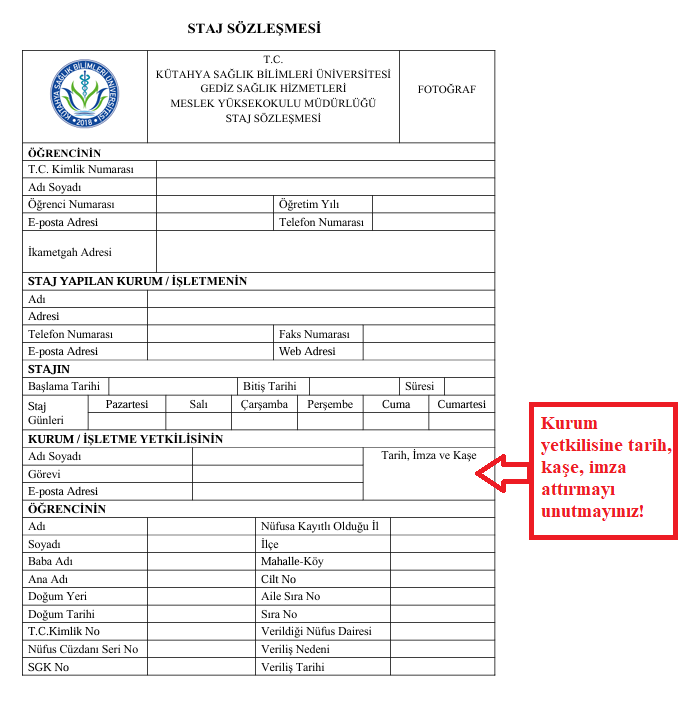 STAJ SÖZLEŞMESİ
KÜTAHYA SAĞLIK BİLİMLERİ ÜNİVERSİTESİ
2018
T.C.
KÜTAHYA SAĞLIK BİLİMLERİ ÜNİVERSİTESİ
GEDİZ SAĞLIK HİZMETLERİ
MESLEK YÜKSEKOKULU MÜDÜRLÜĞÜ
STAJ SÖZLEŞMESİ
FOTOĞRAF
ÖĞRENCİNİN
T.C. Kimlik Numarası
Adı Soyadı
Öğrenci Numarası Öğretim Yılı
E-posta Adresi Telefon Numarası
İkametgah Adresi
STAJ YAPILAN KURUM / İŞLETMENİN
Adı
Adresi
Telefon Numarası Faks Numarası
E-posta Adresi Web Adresi
STAJIN
Başlama Tarihi Bitiş Tarihi Süresi
Staj Günleri Pazartesi Salı Çarşamba Perşembe Cuma Cumartesi
KURUM / İŞLETME YETKİLİSİNİN
Adı Soyadı Tarih, İmza ve Kaşe
Görevi
E-posta Adresi
Kurum
yetkilisine tarih,
kaşe, imza
attırmayı
unutmayınız!
ÖĞRENCİNİN
Adı Nüfusa Kayıtlı Olduğu İl
Soyadı İlçe
Baba Adı Mahalle-Köy
Ana Adı Cilt No
Doğum Yeri Aile Sıra No
Doğum Tarihi Sıra No
T.C.Kimlik No Verildiği Nüfus Dairesi
Nüfus Cüzdanı Seri No Veriliş Nedeni
SGK No Veriliş Tarihi